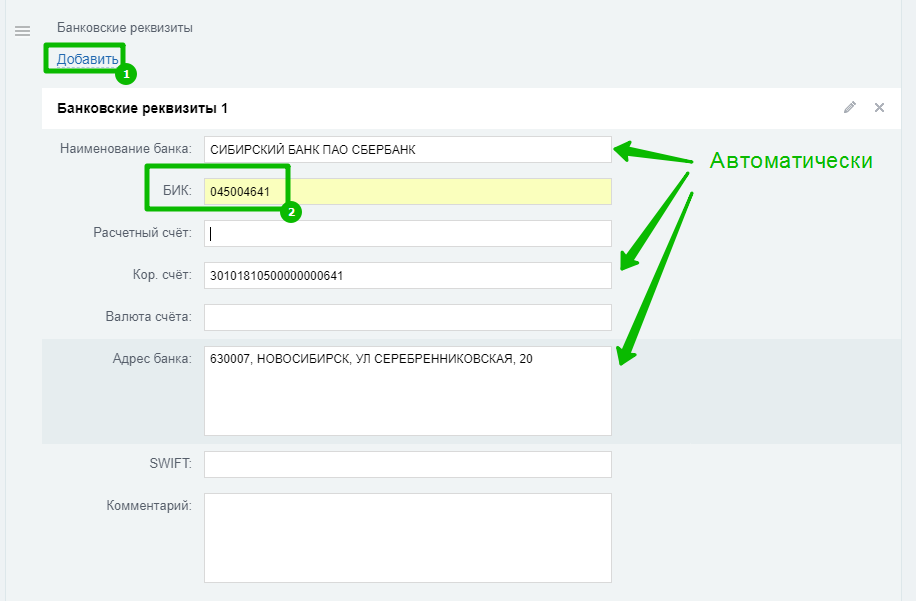 Банковские реквизиты
Добавить
1
Банковские реквизиты 1
Наименование банка: СИБИРСКИЙ БАНК ПАО СБЕРБАНК
Автоматически
БИК: 045004641
2
Расчетный счёт:
Кор. счёт: 30101810500000000641
Валюта счёта:
Адрес банка: 630007, НОВОСИБИРСК, УЛ СЕРЕБРЕННИКОВСКАЯ, 20
SWIFT:
Комментарий: